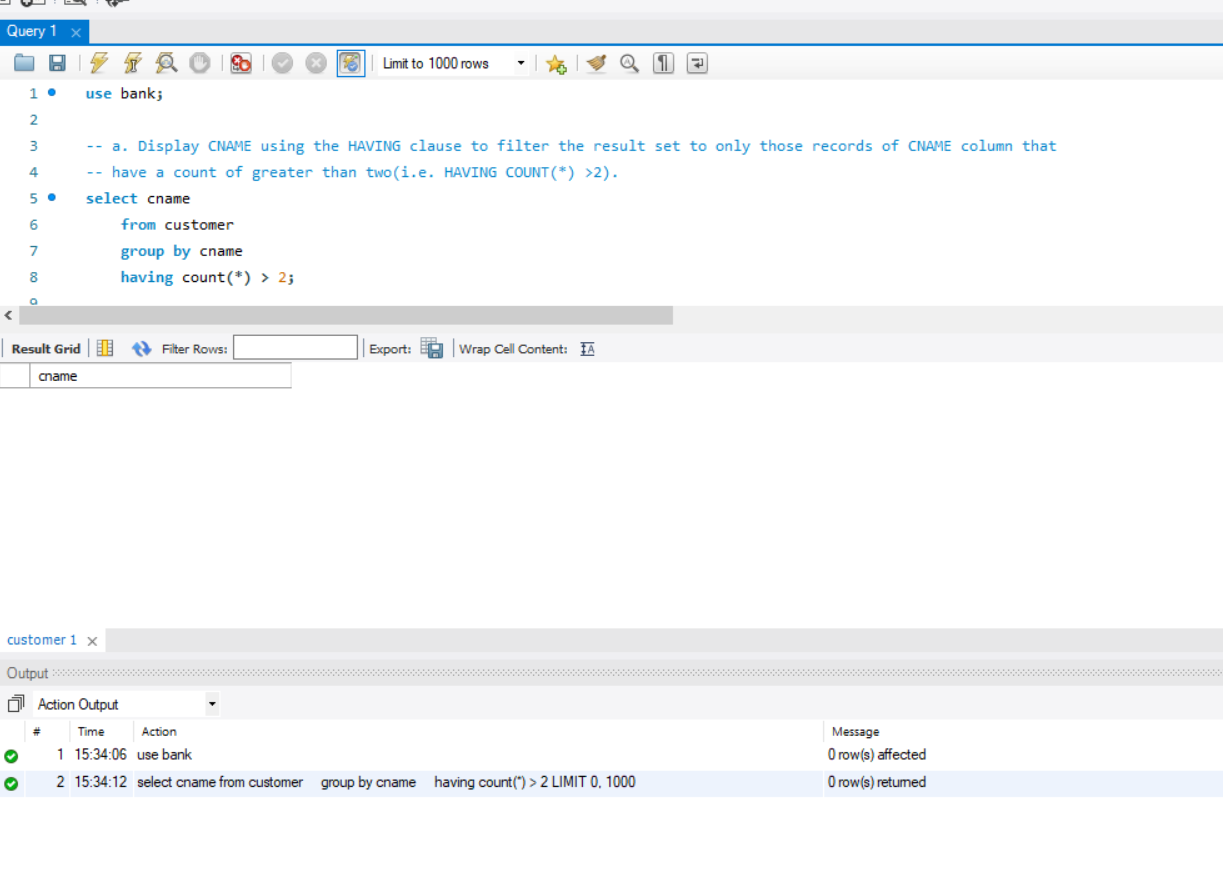 Query 1
Limit to 1000 rows
1 use bank;
2
3 -- a. Display CNAME using the HAVING clause to filter the result set to only those records of CNAME column that
4 -- have a count of greater than two(i.e. HAVING COUNT(*) >2).
5 select cname
6 from customer
7 group by cname
8 having count(*) > 2;
9
Result Grid Filter Rows: Export: Wrap Cell Content: IA
cname
customer 1
Output
Action Output
# Time Action Message
1 15:34:06 use bank 0 row(s) affected
2 15:34:12 select cname from customer group by cname having count(*) > 2 LIMIT 0, 1000 0 row(s) returned